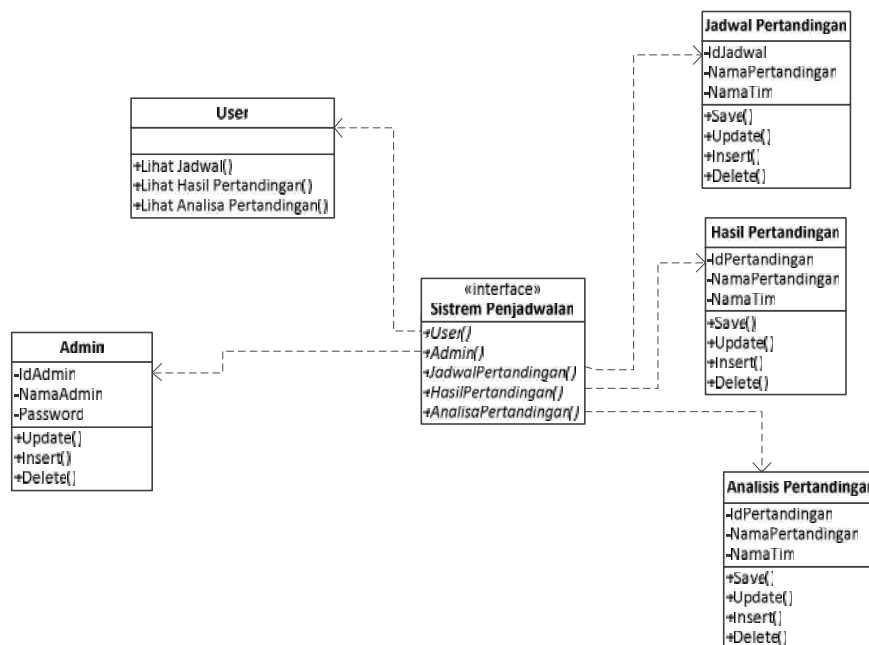 Jadwal Pertandingan
-IdJadwal
-NamaPertandingan
-NamaTim
+Save()
+Update()
+Insert()
+Delete()
User
+Lihat Jadwal()
+Lihat Hasil Pertandingan()
+Lihat Analisa Pertandingan()
Hasil Pertandingan
-IdPertandingan
-NamaPertandingan
-NamaTim
+Save()
+Update()
+Insert()
+Delete()
«interface»
Sistrem Penjadwalan
+User()
+Admin()
+JadwalPertandingan()
+HasilPertandingan()
+AnalisaPertandingan()
Admin
-IdAdmin
-NamaAdmin
-Password
+Update()
+Insert()
+Delete()
Analisis Pertandingan
-IdPertandingan
-NamaPertandingan
-NamaTim
+Save()
+Update()
+Insert()
+Delete()